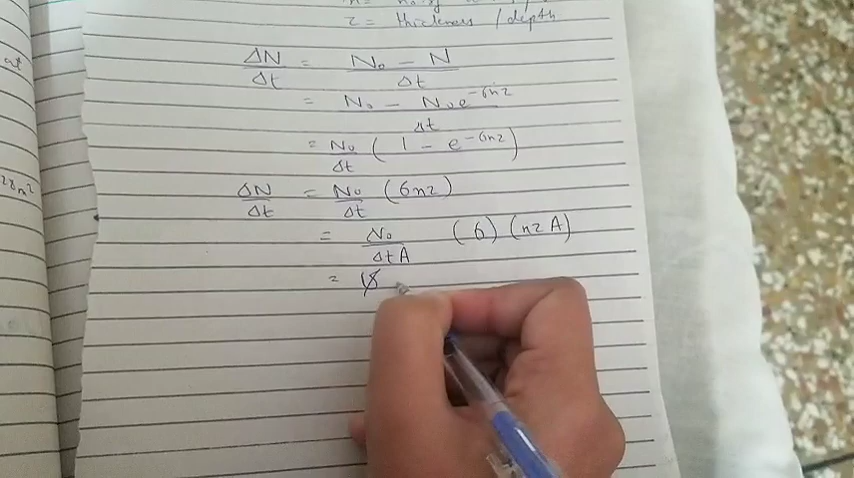 z = thickness / depth
at
ΔN/Δt = N₀ − N / Δt
= N₀ − N₀e^−σnz / Δt
= N₀/Δt (1 − e^−σnz)
ΔN/Δt = N₀/Δt (σnz)
= N₀/ΔtA (σ) (nzA)
=